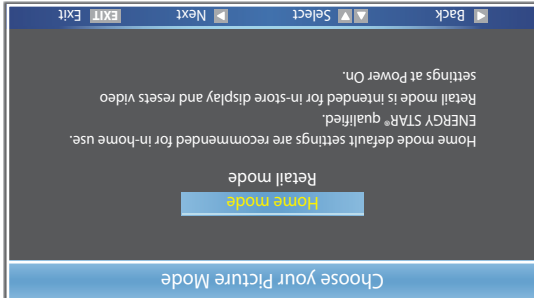 Choose your Picture Mode
Home mode
Retail mode
Home mode default settings are recommended for in-home use.
ENERGY STAR® qualified.
Retail mode is intended for in-store display and resets video
settings at Power On.
Back Select Next EXIT Exit